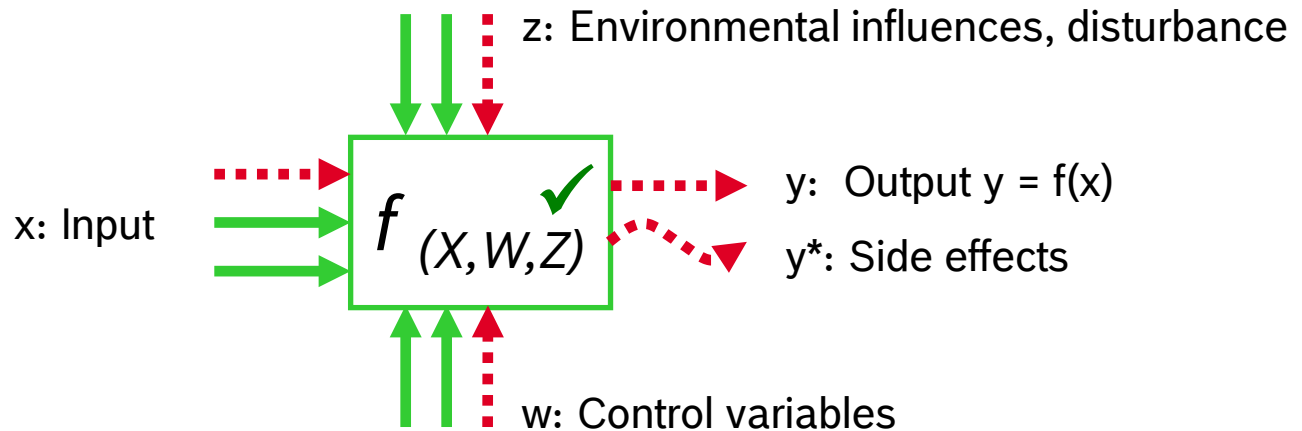 z: Environmental influences, disturbance
x: Input
f (X,W,Z)
y: Output y = f(x)
y*: Side effects
w: Control variables